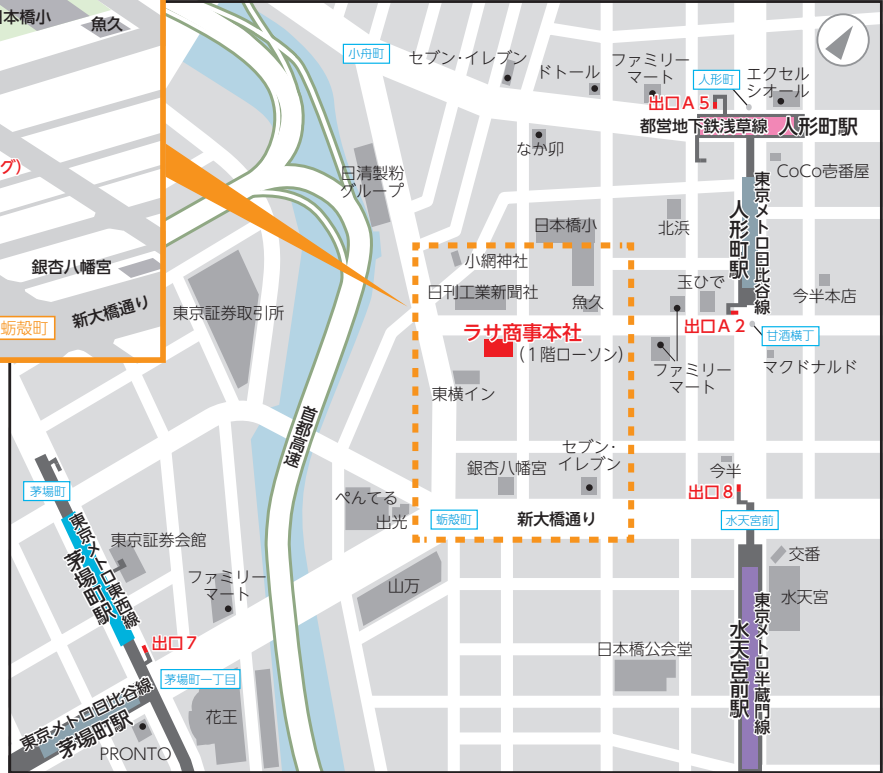 日本橋小
魚久
グ)
銀杏八幡宮
新大橋通り
蛎殻町
小舟町
セブン・イレブン
ドトール
ファミリー
マート
人形町
エクセル
シオール
出口A5
都営地下鉄浅草線
人形町駅
なか卯
CoCo壱番屋
日清製粉
グループ
日本橋小
北浜
人形町駅
東京メトロ日比谷線
小網神社
日刊工業新聞社
魚久
玉ひで
今半本店
東京証券取引所
ラサ商事本社
(1階ローソン)
出口A2
甘酒横丁
ファミリー
マート
マクドナルド
東横イン
首都高速
銀杏八幡宮
セブン・
イレブン
今半
出口8
茅場町
ぺんてる
出光
蛎殻町
新大橋通り
水天宮前
東京メトロ東西線
茅場町駅
東京証券会館
ファミリー
マート
山万
交番
水天宮
出口7
日本橋公会堂
水天宮前駅
東京メトロ半蔵門線
茅場町一丁目
東京メトロ日比谷線
茅場町駅
花王
PRONTO